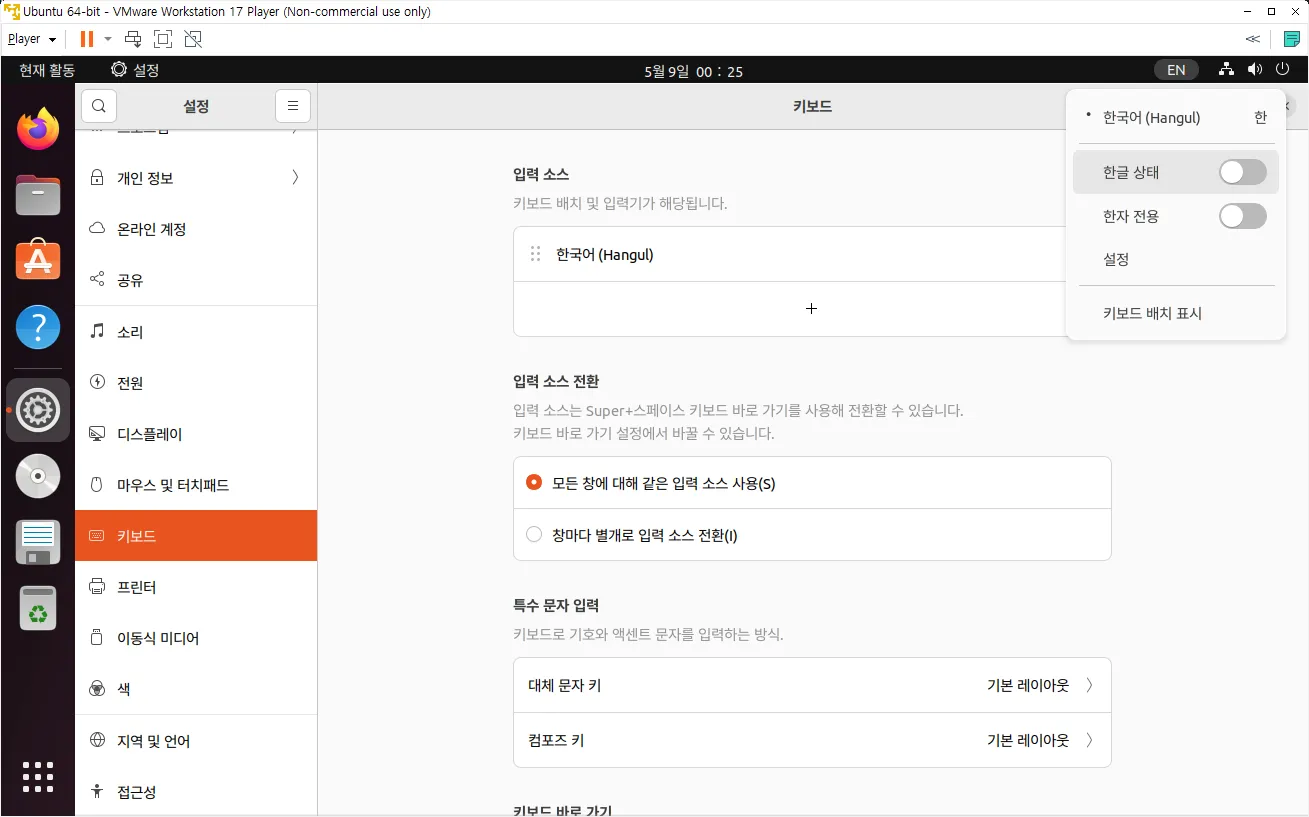 Ubuntu 64-bit - VMware Workstation 17 Player (Non-commercial use only)
Player
현재 활동
설정
5월 9일 00 : 25
EN
설정
키보드
개인 정보
온라인 계정
공유
소리
전원
디스플레이
마우스 및 터치패드
키보드
프린터
이동식 미디어
색
지역 및 언어
접근성
입력 소스
키보드 배치 및 입력기가 해당됩니다.
한국어 (Hangul)
입력 소스 전환
입력 소스는 Super+스페이스 키보드 바로 가기를 사용해 전환할 수 있습니다.
키보드 바로 가기 설정에서 바꿀 수 있습니다.
모든 창에 대해 같은 입력 소스 사용(S)
창마다 별개로 입력 소스 전환(I)
특수 문자 입력
키보드로 기호와 액센트 문자를 입력하는 방식.
대체 문자 키 기본 레이아웃
컴포즈 키 기본 레이아웃
키보드 바로 가기
한국어 (Hangul) 한
한글 상태
한자 전용
설정
키보드 배치 표시